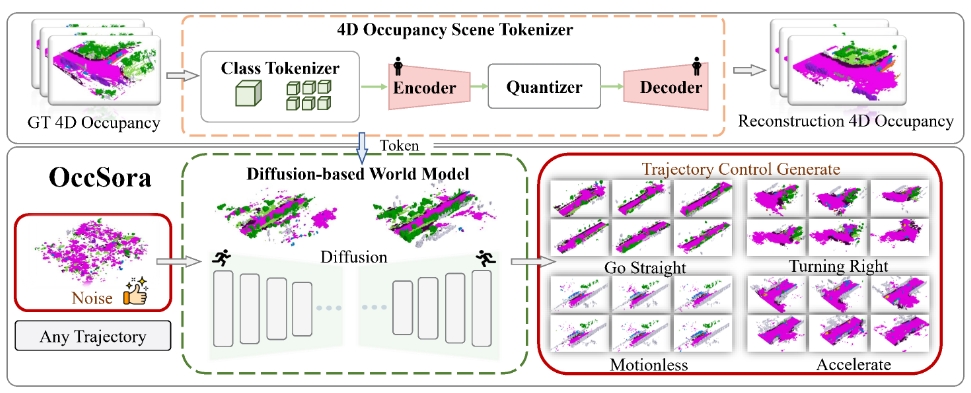 4D Occupancy Scene Tokenizer
Class Tokenizer
Encoder
Quantizer
Decoder
GT 4D Occupancy
Reconstruction 4D Occupancy
Token
OccSora
Diffusion-based World Model
Trajectory Control Generate
Diffusion
Noise
Any Trajectory
Go Straight
Turning Right
Motionless
Accelerate